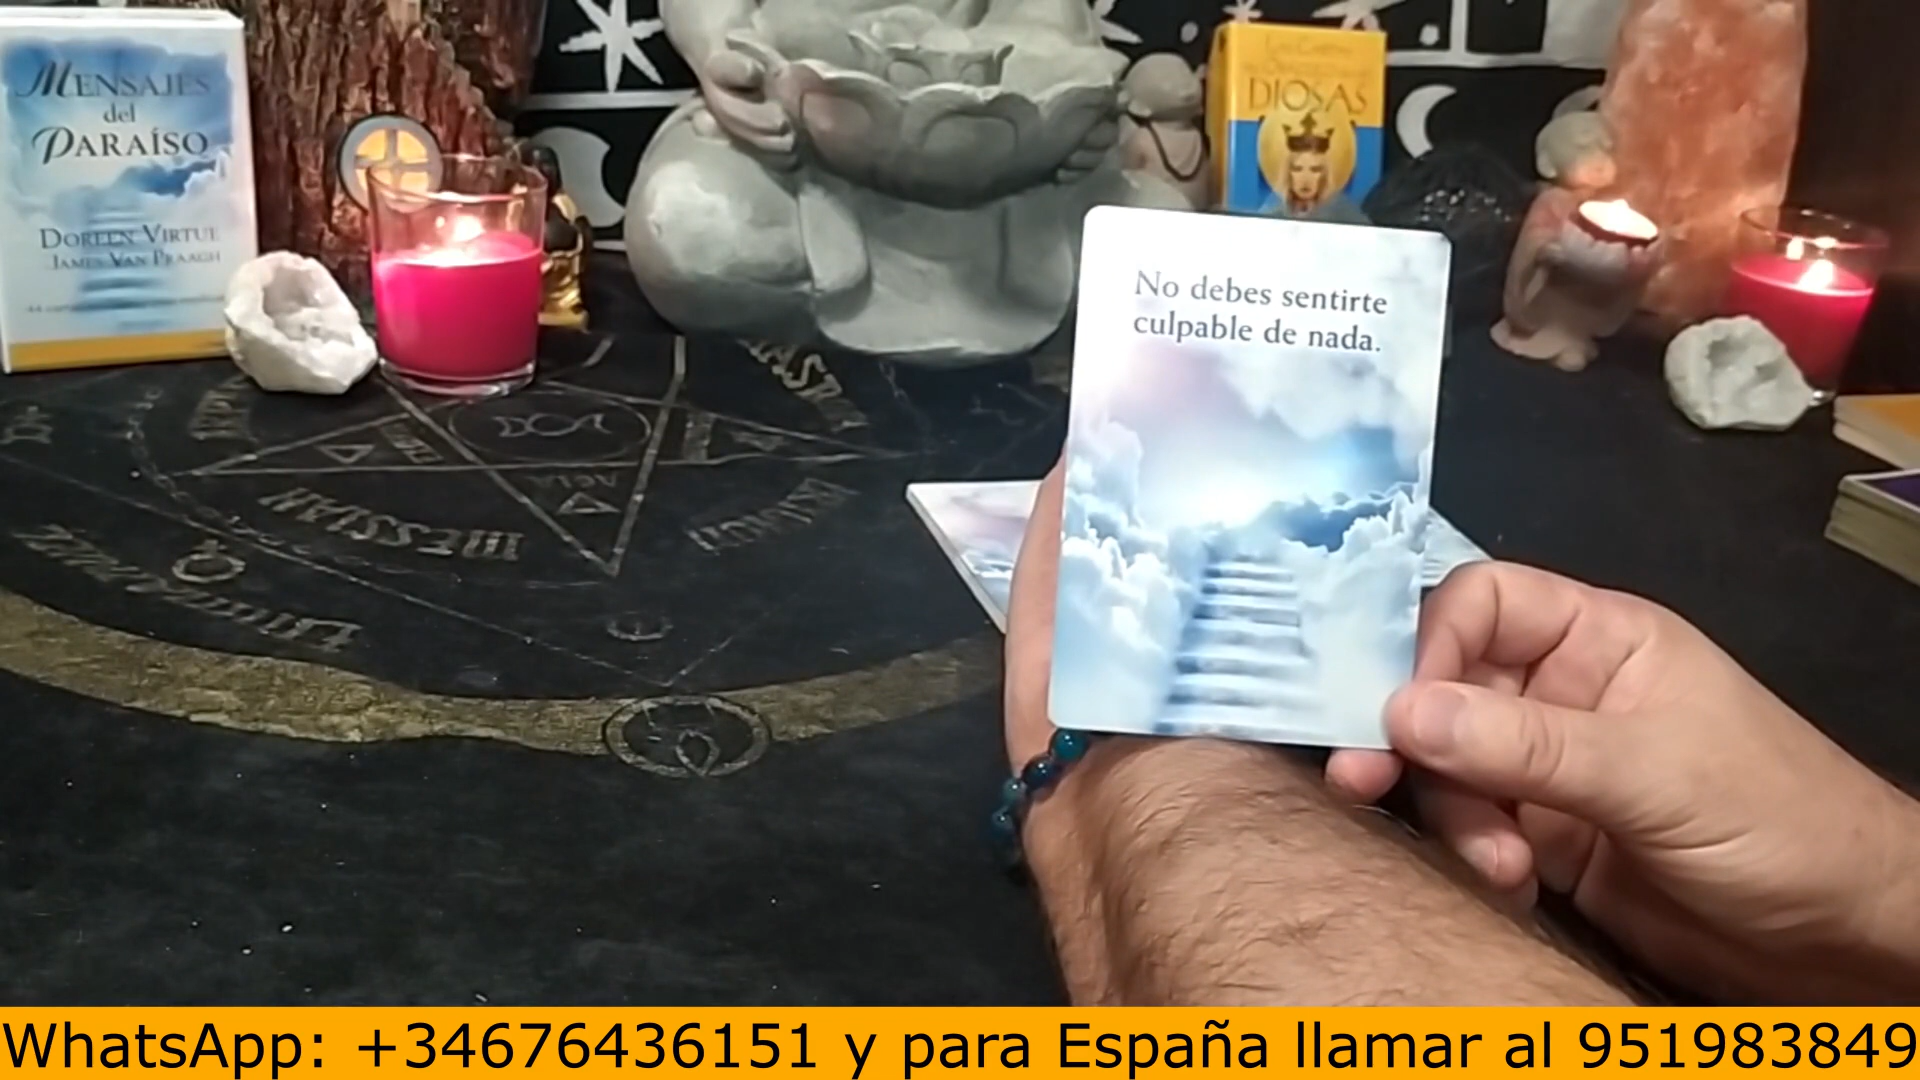 MENSAJES
del
PARAÍSO
DOREEN VIRTUE
JAMES VAN PRAAGH
DIOSAS
No debes sentirte
culpable de nada.
MESSIAH
AGLA
WhatsApp: +34676436151 y para España llamar al 951983849